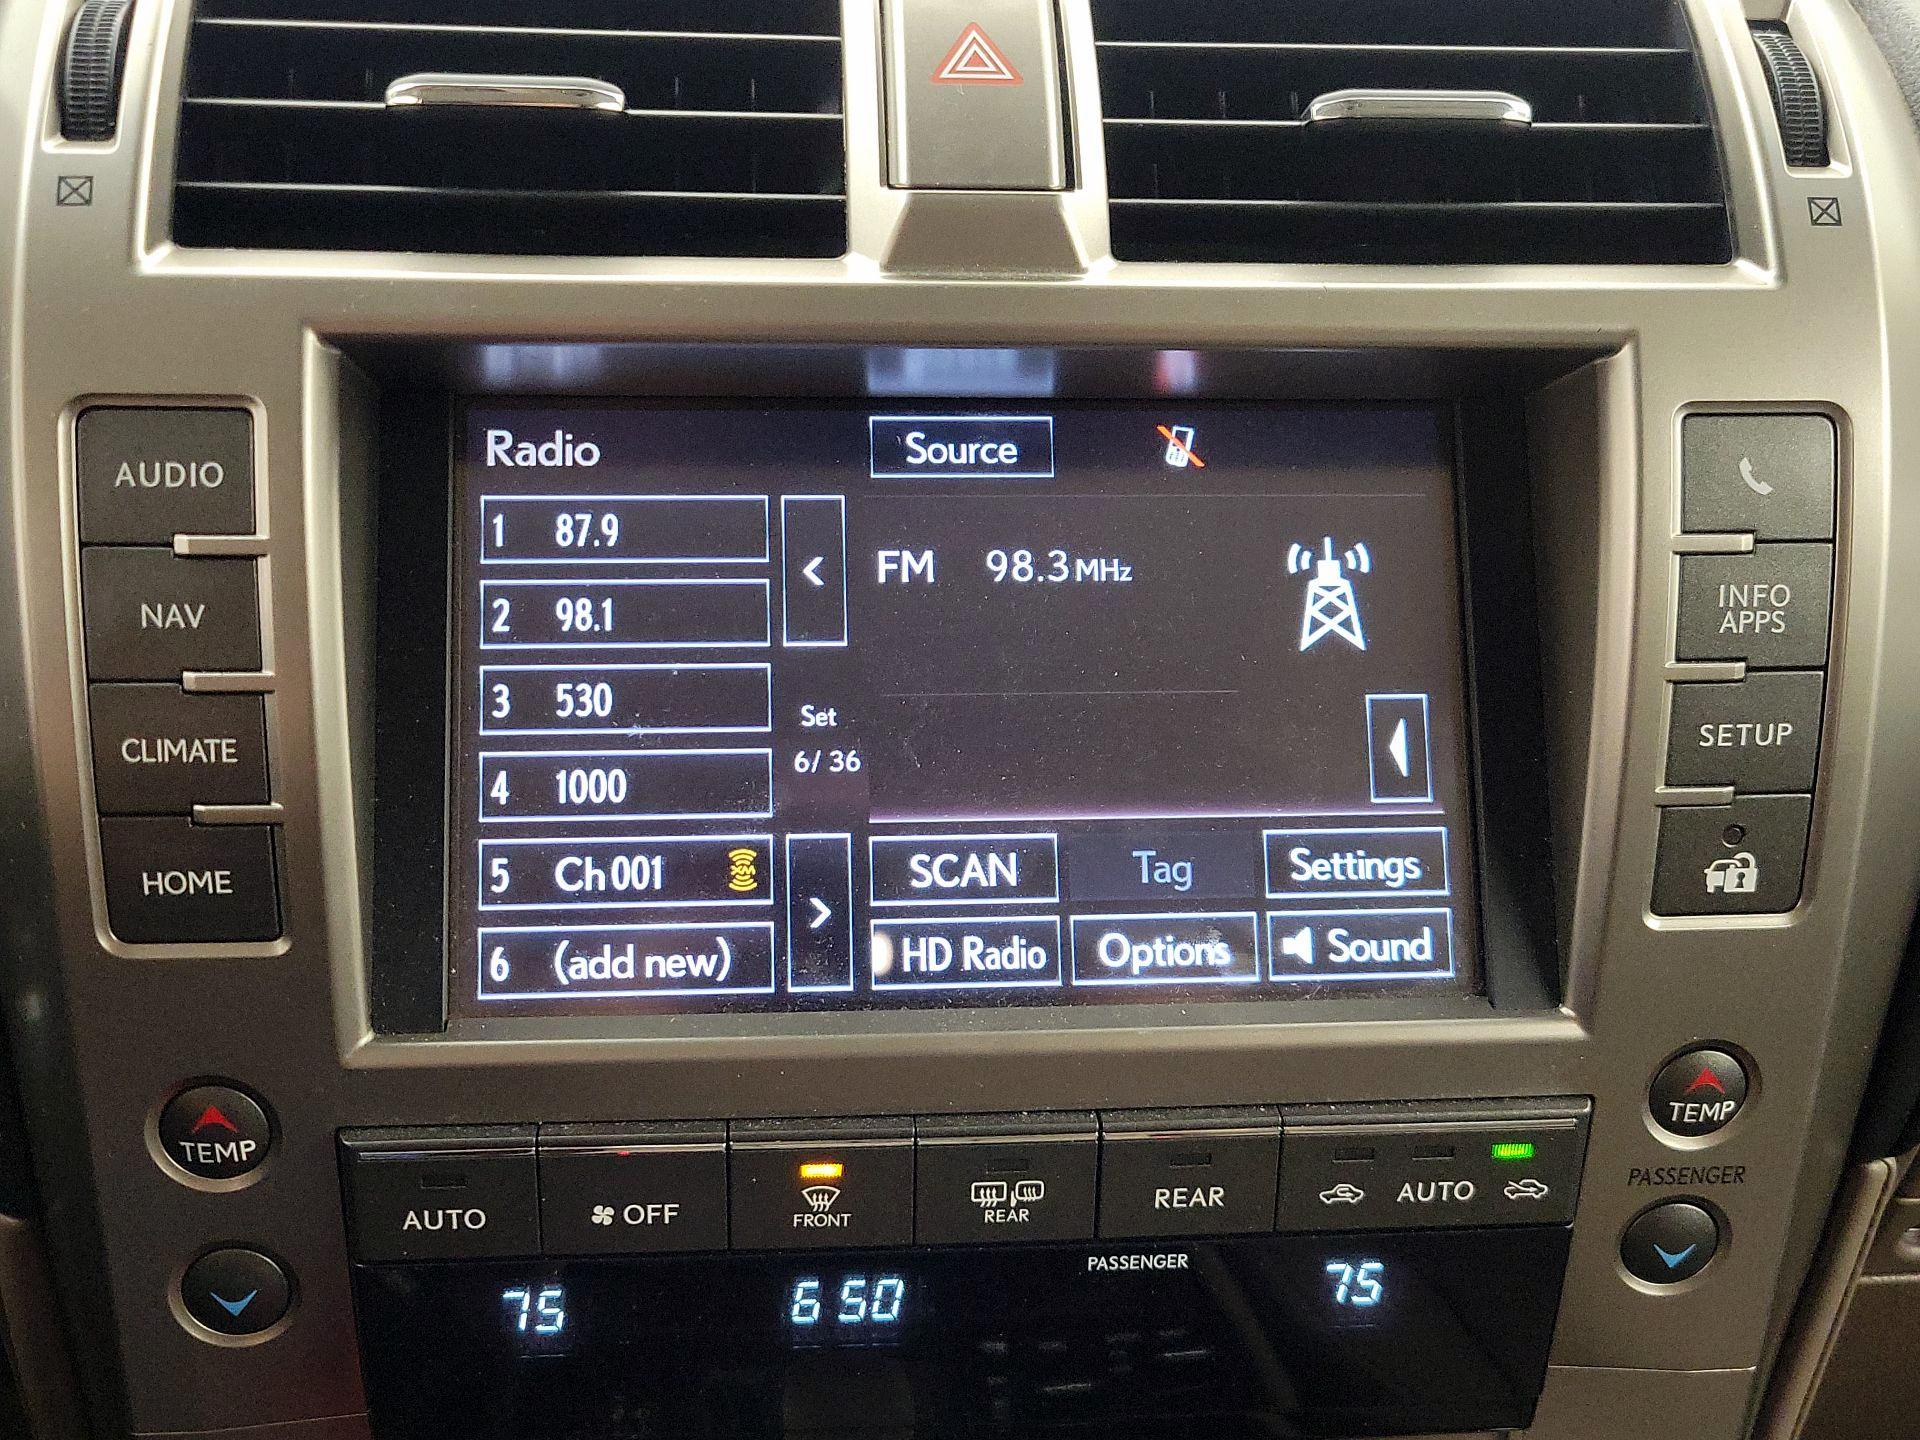 Radio
Source
1 87.9
2 98.1
3 530
4 1000
5 Ch 001 XM
6 (add new)
<
Set
6/ 36
>
FM 98.3 MHz
SCAN
Tag
Settings
HD Radio
Options
Sound
AUDIO
NAV
CLIMATE
HOME
INFO
APPS
SETUP
TEMP
TEMP
PASSENGER
AUTO
OFF
FRONT
REAR
REAR
AUTO
PASSENGER
75
6 50
75